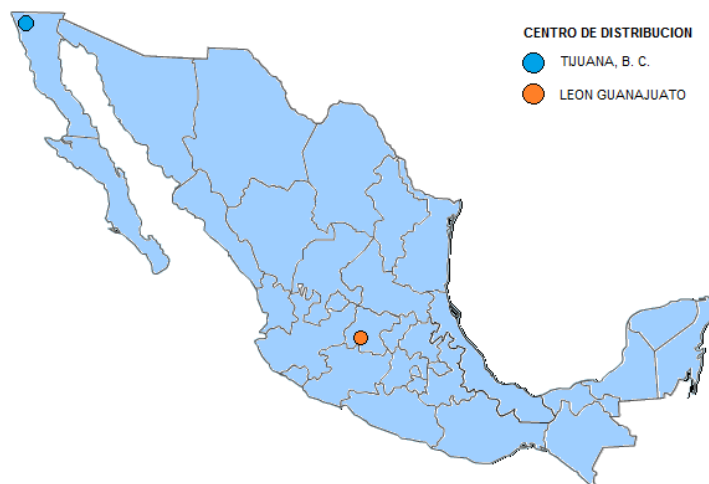 CENTRO DE DISTRIBUCION
TIJUANA, B. C.
LEON GUANAJUATO